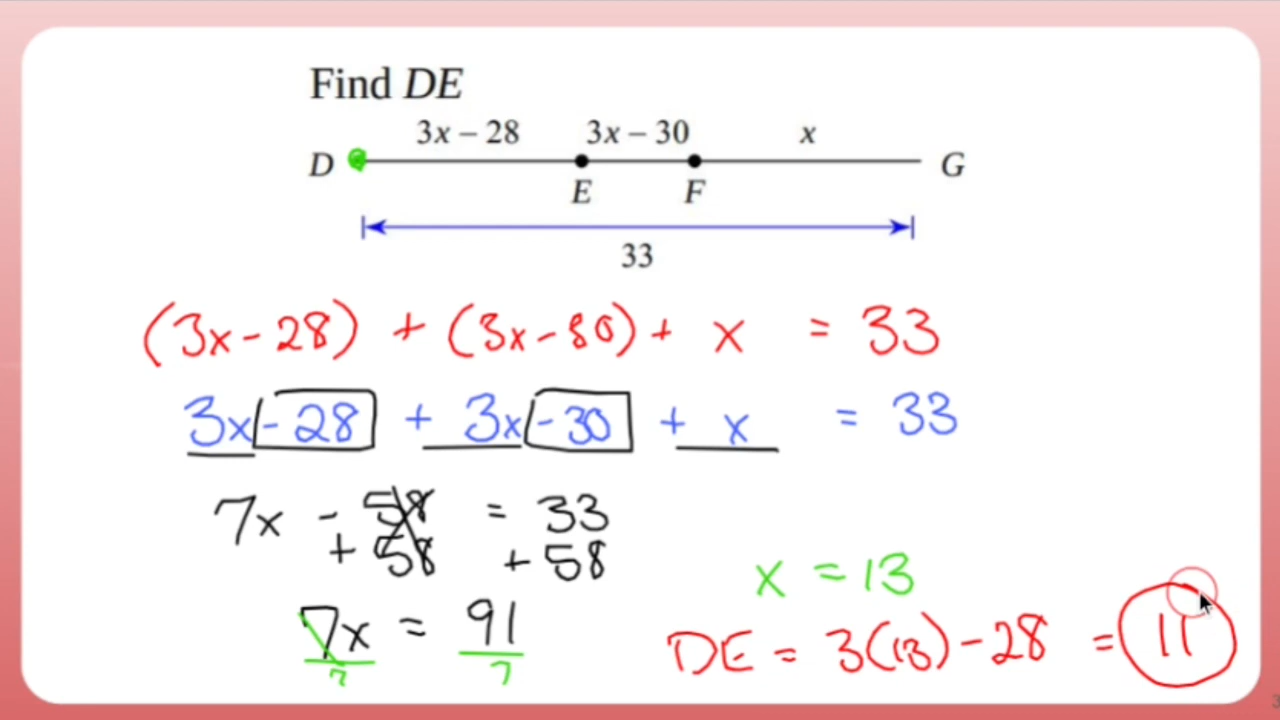 Find DE
3x – 28 3x – 30 x
D E F G
33
(3x - 28) + (3x - 30) + x = 33
3x - 28 + 3x - 30 + x = 33
7x - 58 = 33
+ 58 + 58
7x = 91
7 7
x = 13
DE = 3(13) - 28 = 11
3